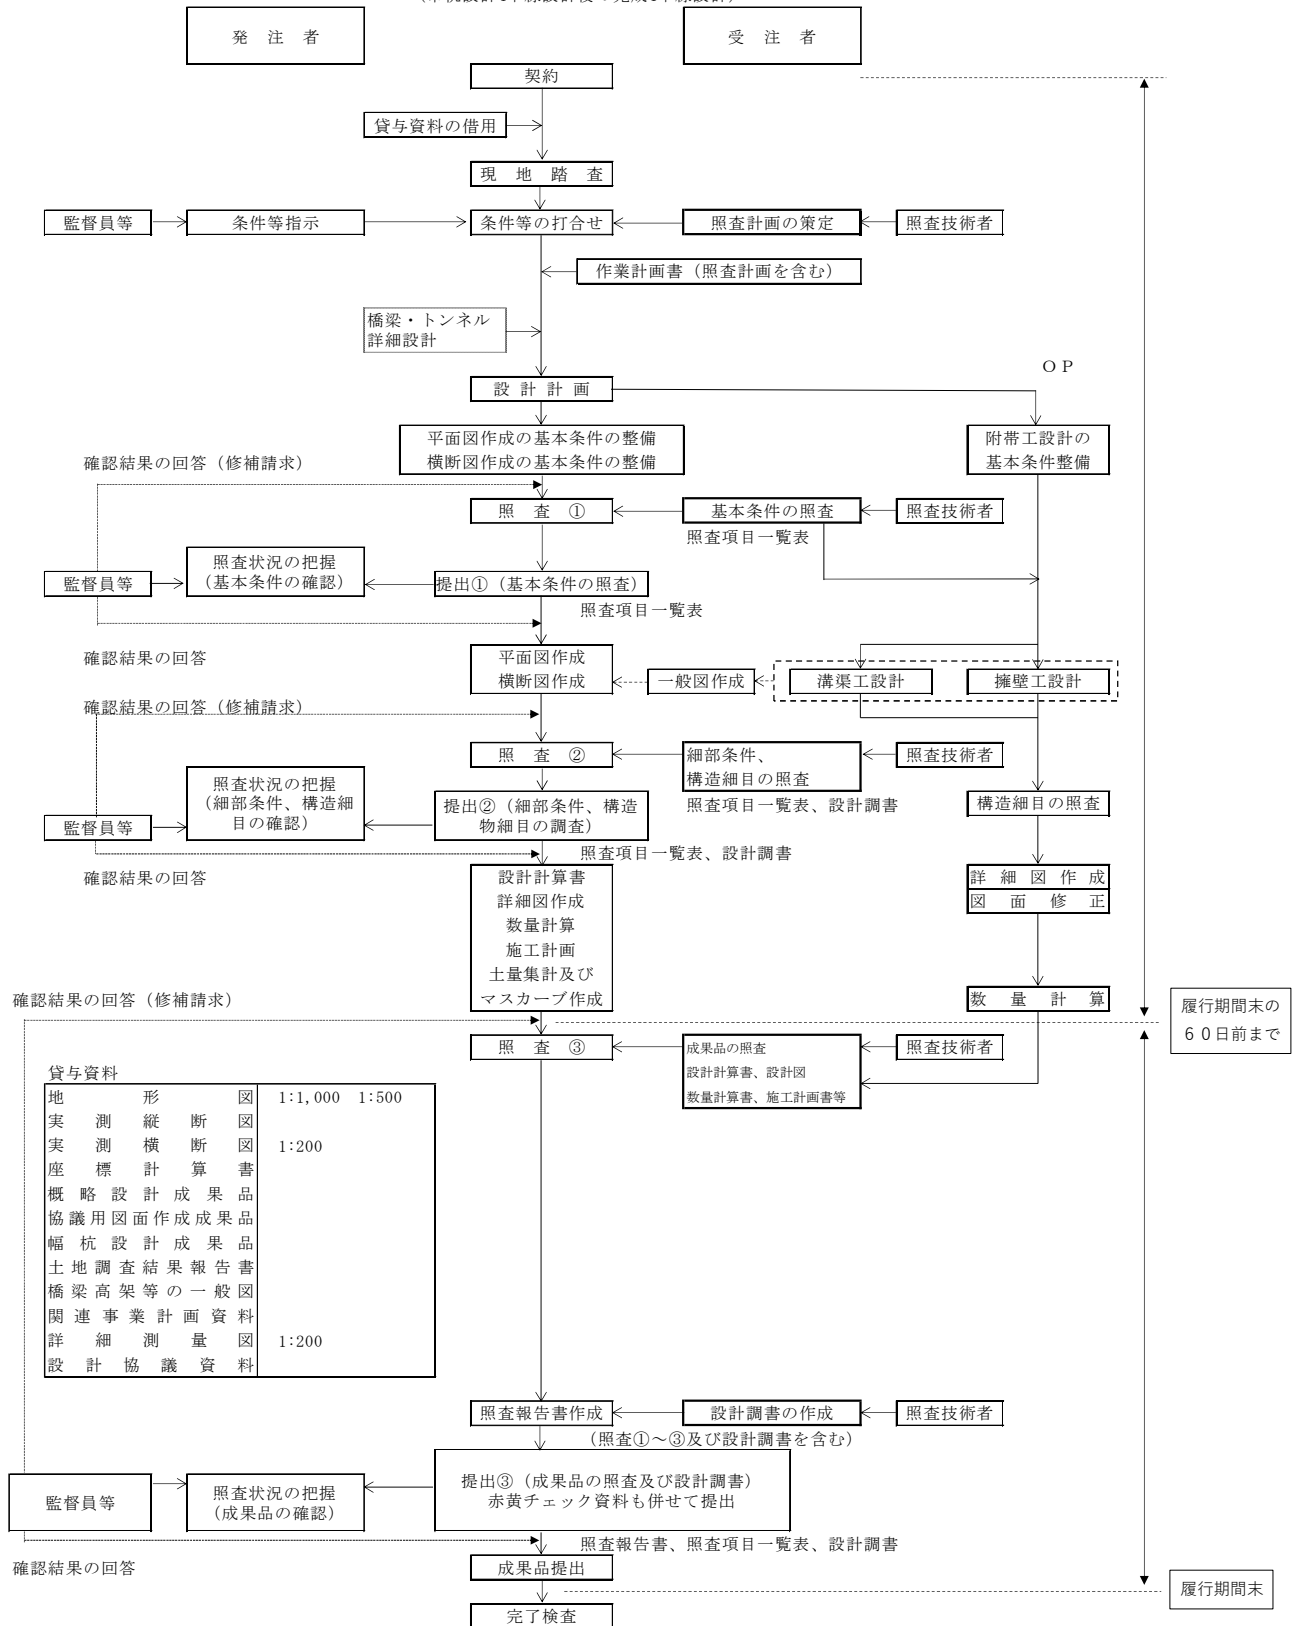 発　注　者
受　注　者
契約
貸与資料の借用
現　地　踏　査
監督員等
条件等指示
条件等の打合せ
照査計画の策定
照査技術者
作業計画書（照査計画を含む）
橋梁・トンネル
詳細設計
ＯＰ
設 計 計 画
平面図作成の基本条件の整備
横断図作成の基本条件の整備
附帯工設計の
基本条件整備
確認結果の回答（修補請求）
照　査　①
基本条件の照査
照査技術者
照査項目一覧表
照査状況の把握
（基本条件の確認）
監督員等
提出①（基本条件の照査）
照査項目一覧表
確認結果の回答
平面図作成
横断図作成
一般図作成
溝渠工設計
擁壁工設計
確認結果の回答（修補請求）
照　査　②
細部条件、
構造細目の照査
照査技術者
照査項目一覧表、設計調書
照査状況の把握
（細部条件、構造細
目の確認）
監督員等
提出②（細部条件、構造
物細目の調査）
構造細目の照査
照査項目一覧表、設計調書
確認結果の回答
設計計算書
詳細図作成
数量計算
施工計画
土量集計及び
マスカーブ作成
詳　細　図　作　成
図　面　修　正
数　量　計　算
確認結果の回答（修補請求）
履行期間末の
６０日前まで
照　査　③
成果品の照査
設計計算書、設計図
数量計算書、施工計画書等
照査技術者
貸与資料
地形図　1:1,000　1:500
実測縦断図
実測横断図　1:200
座標計算書
概略設計成果品
協議用図面作成成果品
幅杭設計成果品
土地調査結果報告書
橋梁高架等の一般図
関連事業計画資料
詳細測量図　1:200
設計協議資料
照査報告書作成
設計調書の作成
照査技術者
（照査①～③及び設計調書を含む）
監督員等
照査状況の把握
（成果品の確認）
提出③（成果品の照査及び設計調書）
赤黄チェック資料も併せて提出
照査報告書、照査項目一覧表、設計調書
確認結果の回答
成果品提出
履行期間末
完了検査